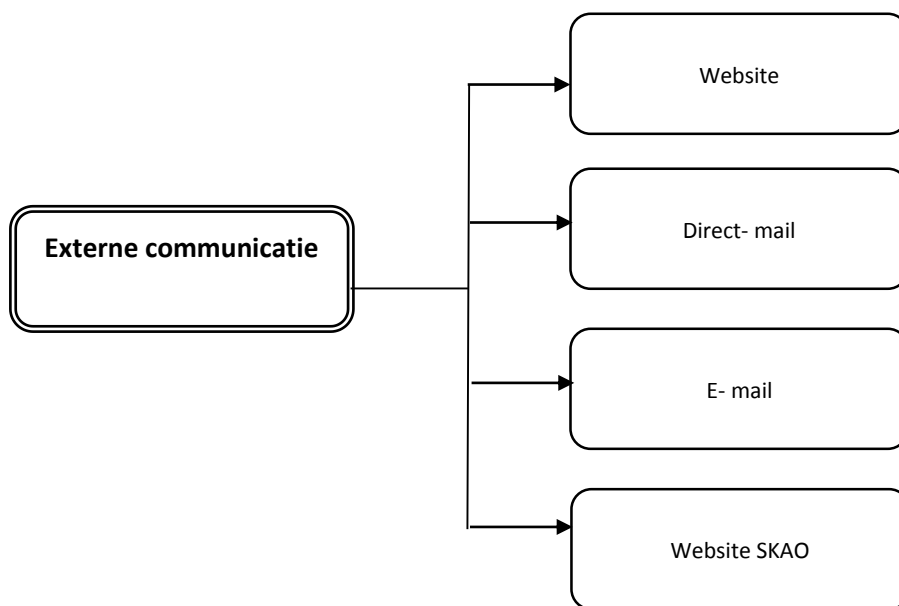 Website
Direct- mail
Externe communicatie
E- mail
Website SKAO